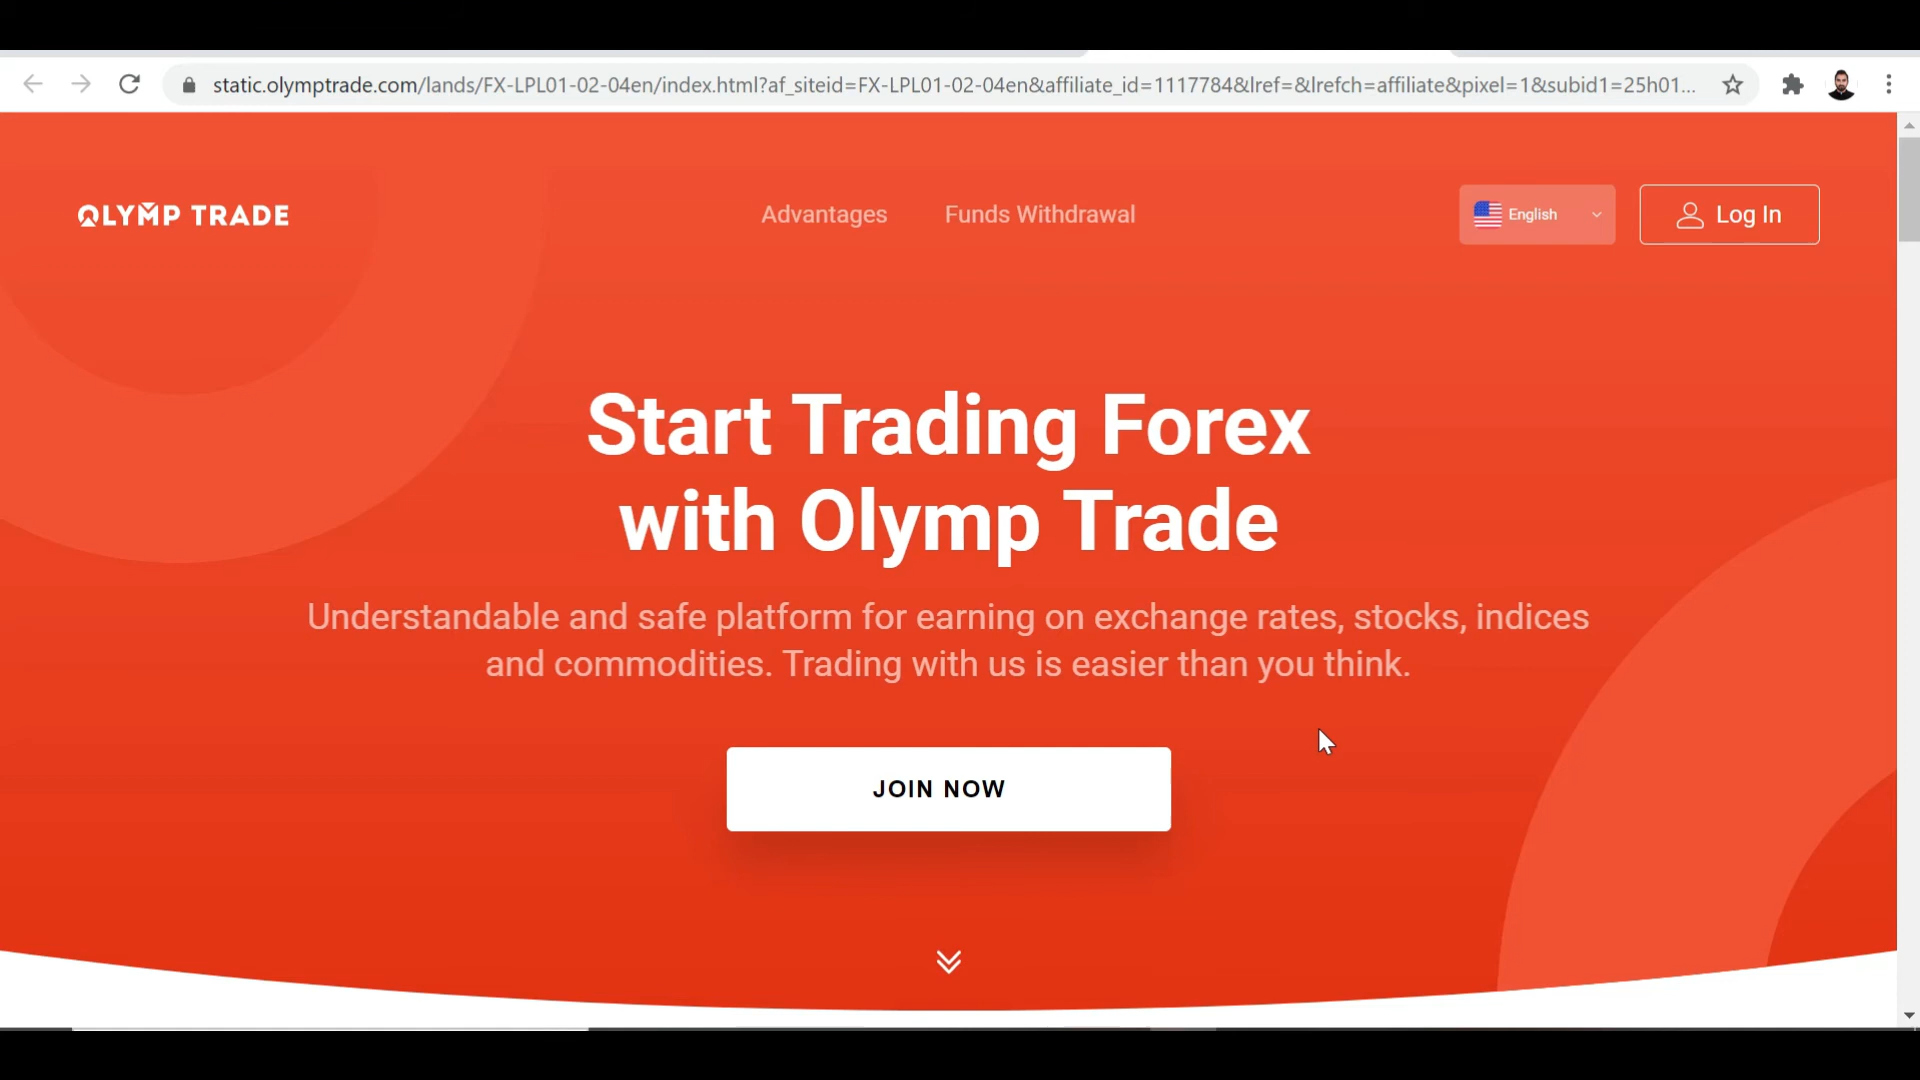 static.olymptrade.com/lands/FX-LPL01-02-04en/index.html?af_siteid=FX-LPL01-02-04en&affiliate_id=1117784&lref=&lrefch=affiliate&pixel=1&subid1=25h01...
OLYMP TRADE
Advantages
Funds Withdrawal
English
Log In
Start Trading Forex
with Olymp Trade
Understandable and safe platform for earning on exchange rates, stocks, indices
and commodities. Trading with us is easier than you think.
JOIN NOW